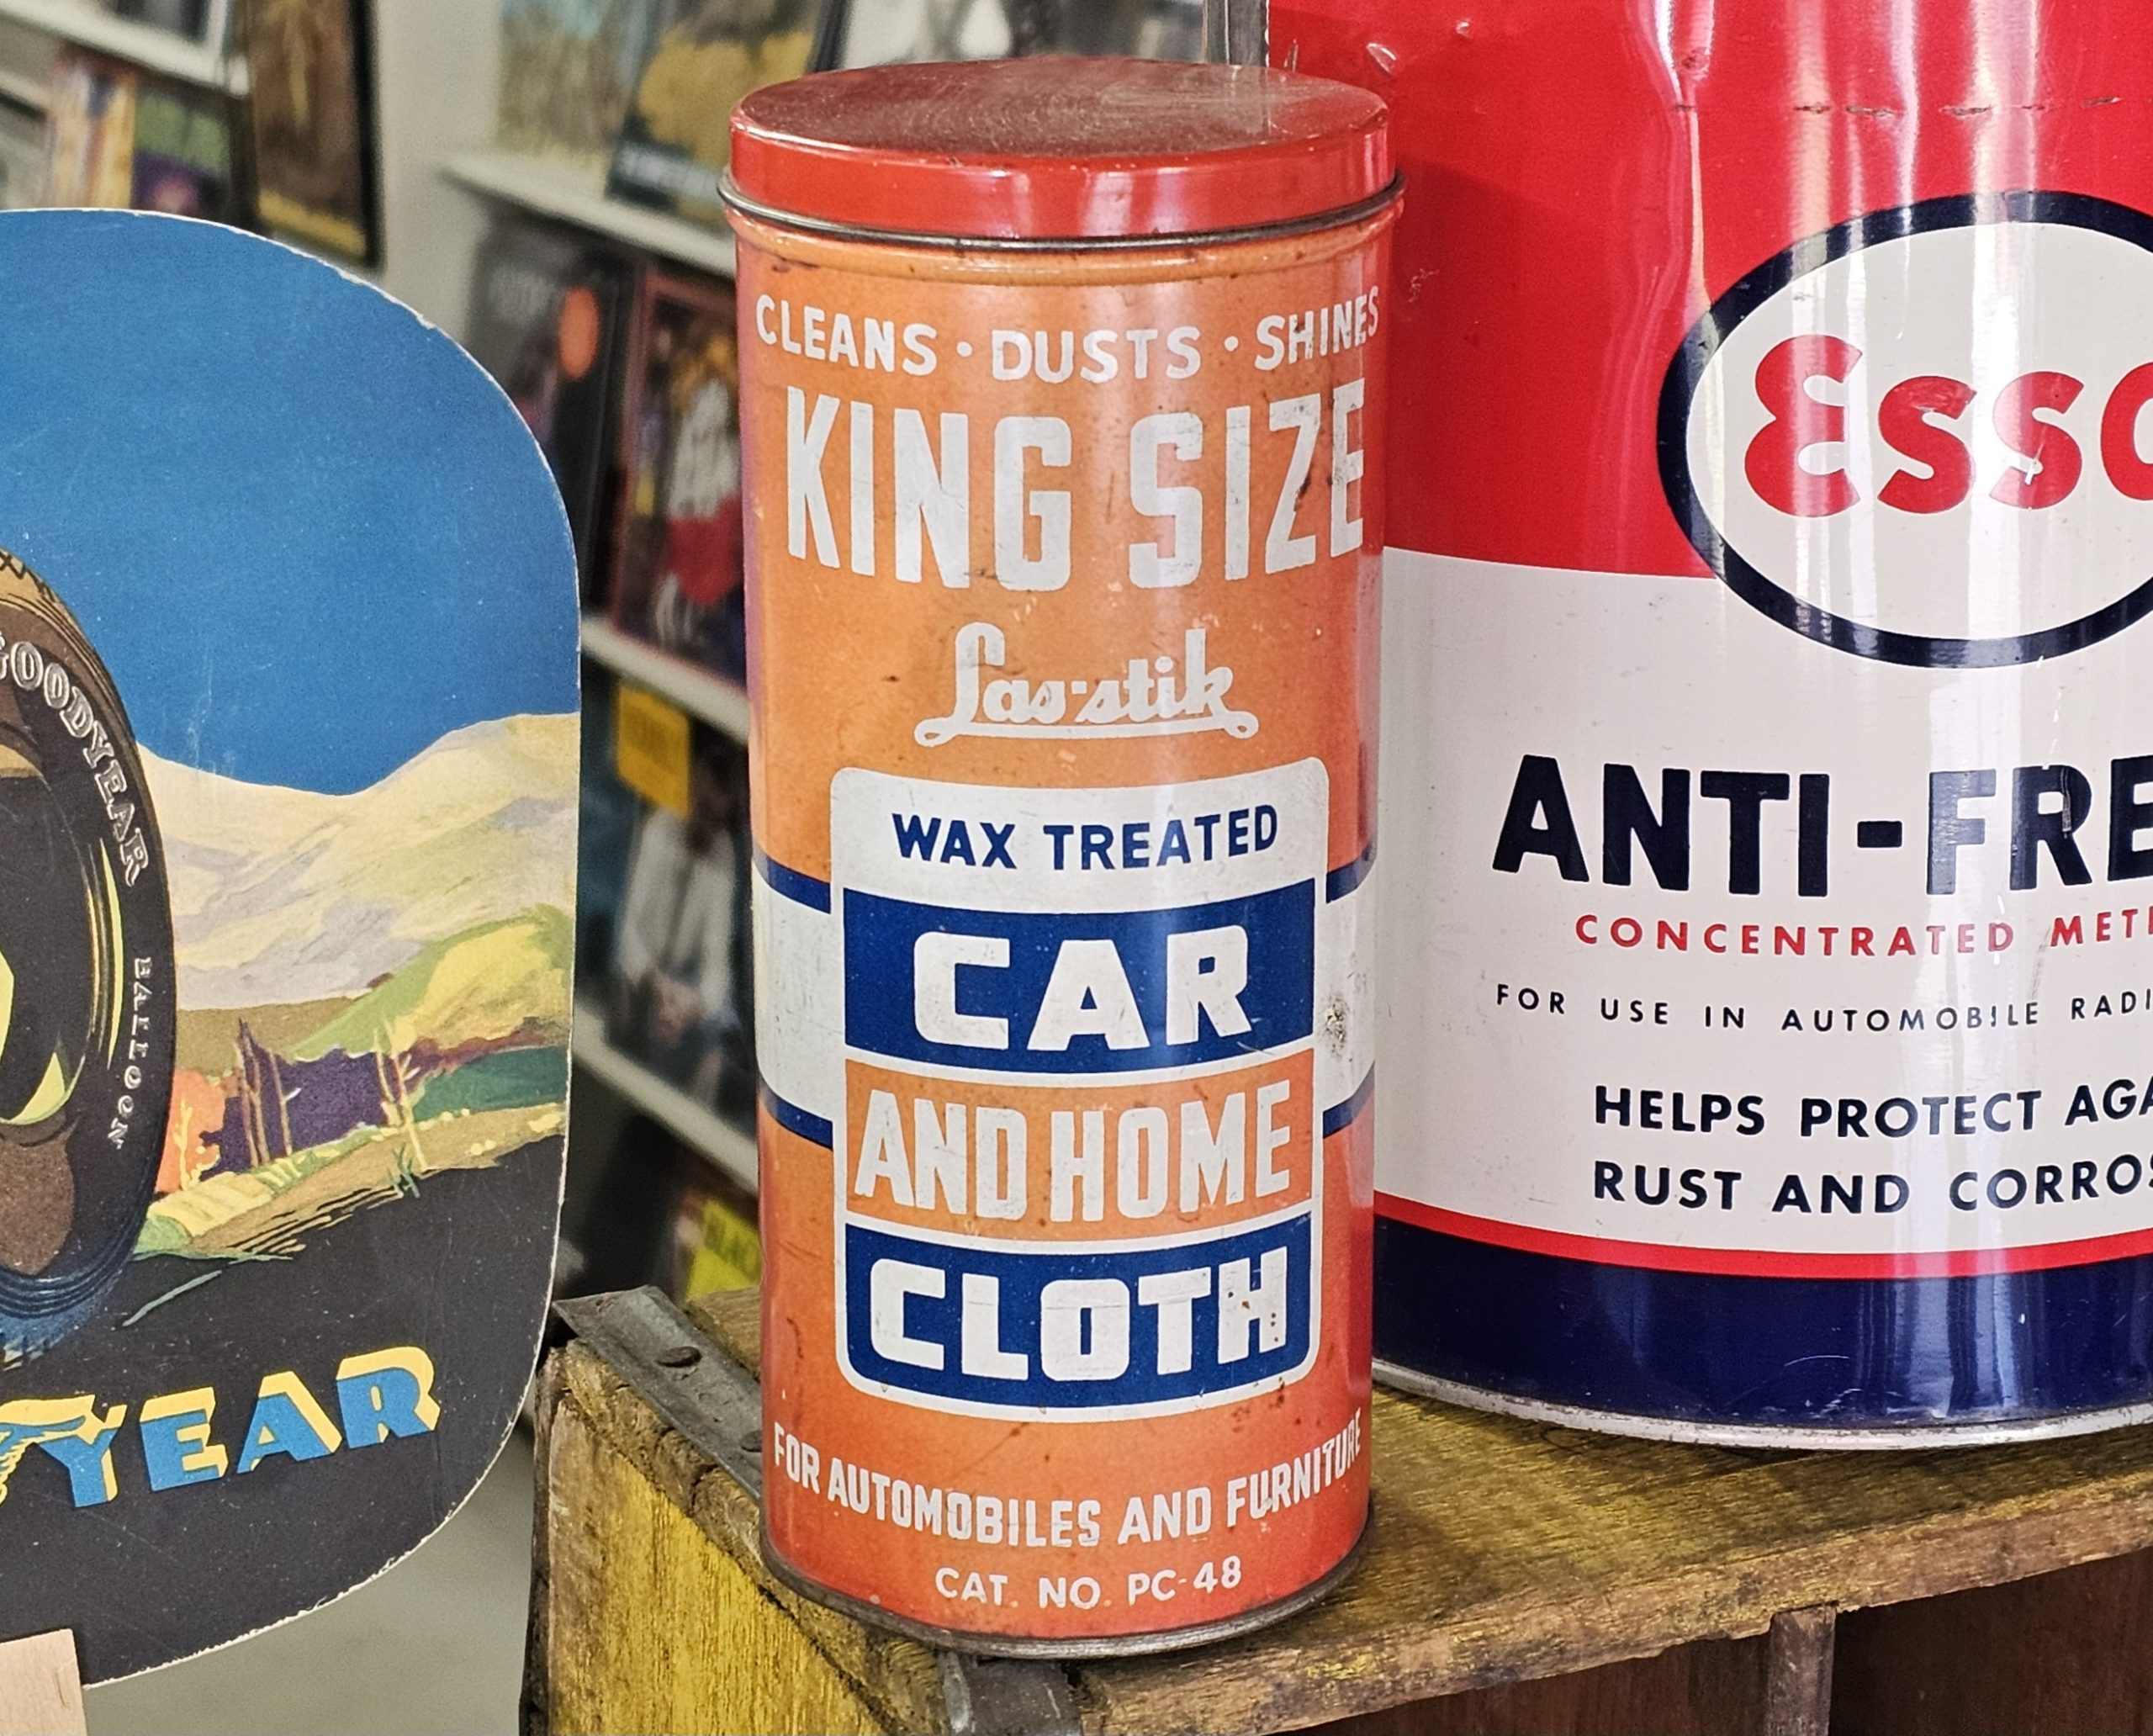 GOODYEAR
BALLOON
YEAR
CLEANS · DUSTS · SHINES
KING SIZE
Las-stik
WAX TREATED
CAR
AND HOME
CLOTH
FOR AUTOMOBILES AND FURNITURE
CAT. NO. PC-48
Esso
ANTI-FRE
CONCENTRATED METH
FOR USE IN AUTOMOBILE RADI
HELPS PROTECT AGA
RUST AND CORROS